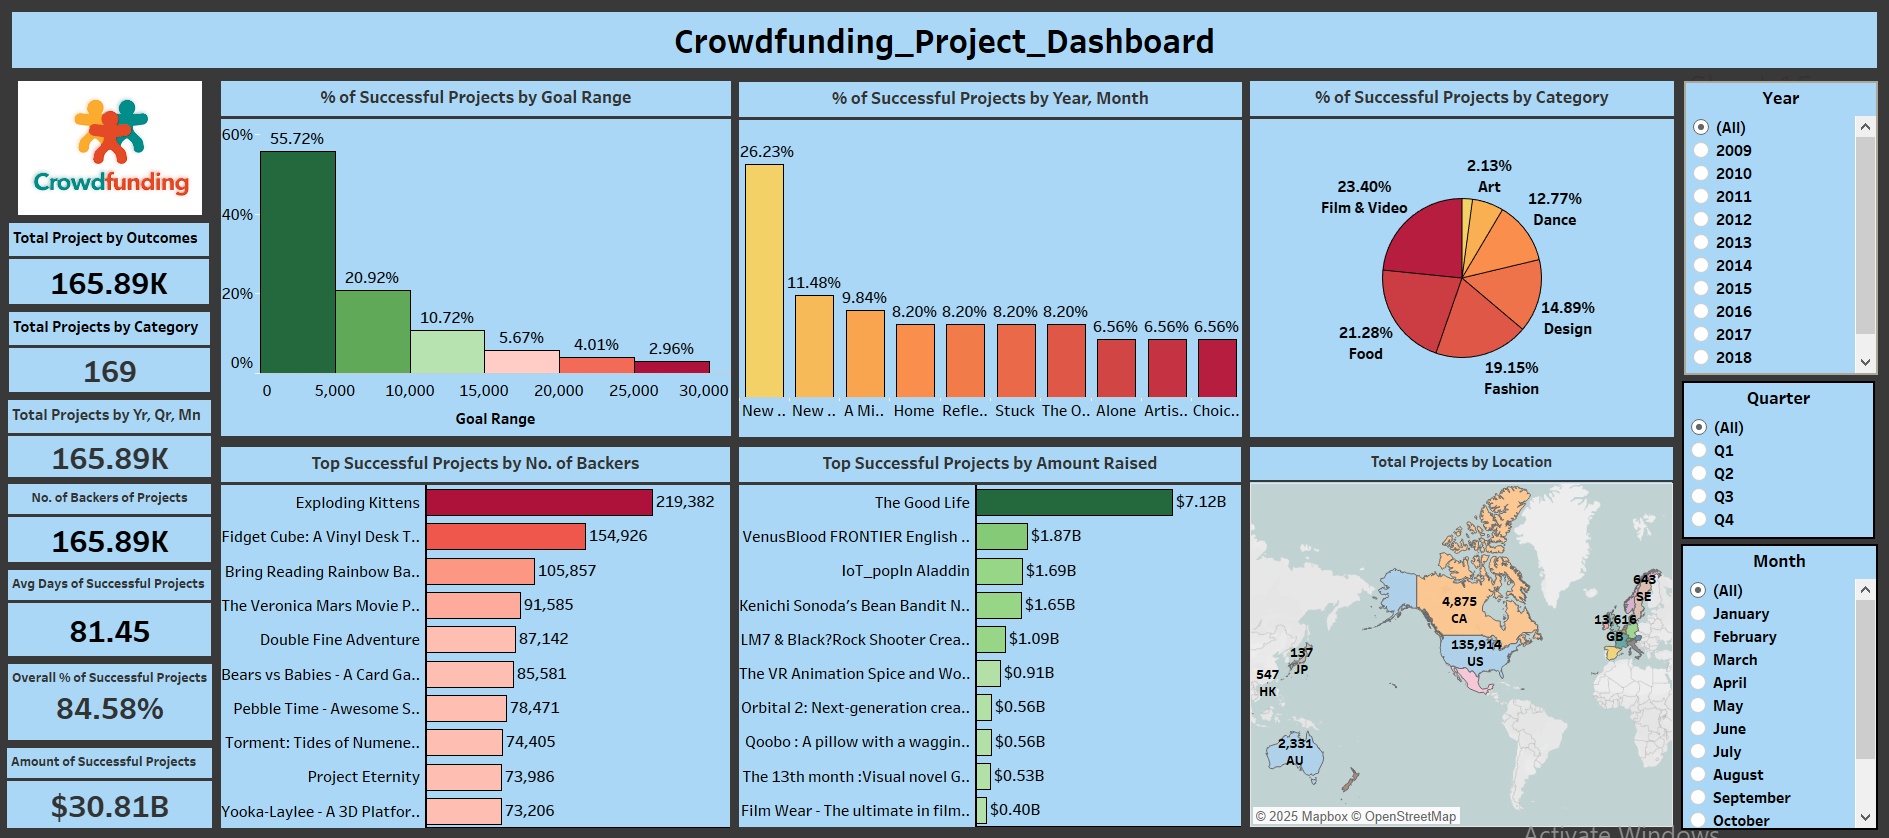 Crowdfunding_Project_Dashboard
Crowdfunding
Total Project by Outcomes
165.89K
Total Projects by Category
169
Total Projects by Yr, Qr, Mn
165.89K
No. of Backers of Projects
165.89K
Avg Days of Successful Projects
81.45
Overall % of Successful Projects
84.58%
Amount of Successful Projects
$30.81B
% of Successful Projects by Goal Range
60%
40%
20%
0%
55.72%
20.92%
10.72%
5.67%
4.01%
2.96%
0 5,000 10,000 15,000 20,000 25,000 30,000
Goal Range
% of Successful Projects by Year, Month
26.23%
11.48%
9.84%
8.20% 8.20% 8.20% 8.20%
6.56% 6.56% 6.56%
New .. New .. A Mi.. Home Refle.. Stuck The O.. Alone Artis.. Choic..
% of Successful Projects by Category
2.13%
Art
12.77%
Dance
14.89%
Design
19.15%
Fashion
21.28%
Food
23.40%
Film & Video
Top Successful Projects by No. of Backers
Exploding Kittens 219,382
Fidget Cube: A Vinyl Desk T.. 154,926
Bring Reading Rainbow Ba.. 105,857
The Veronica Mars Movie P.. 91,585
Double Fine Adventure 87,142
Bears vs Babies - A Card Ga.. 85,581
Pebble Time - Awesome S.. 78,471
Torment: Tides of Numene.. 74,405
Project Eternity 73,986
Yooka-Laylee - A 3D Platfor.. 73,206
Top Successful Projects by Amount Raised
The Good Life $7.12B
VenusBlood FRONTIER English .. $1.87B
IoT_popIn Aladdin $1.69B
Kenichi Sonoda’s Bean Bandit N.. $1.65B
LM7 & Black?Rock Shooter Crea.. $1.09B
The VR Animation Spice and Wo.. $0.91B
Orbital 2: Next-generation crea.. $0.56B
Qoobo : A pillow with a waggin.. $0.56B
The 13th month :Visual novel G.. $0.53B
Film Wear - The ultimate in film.. $0.40B
Total Projects by Location
4,875
CA
135,914
US
137
JP
547
HK
2,331
AU
643
SE
13,616
GB
© 2025 Mapbox © OpenStreetMap
Year
(All)
2009
2010
2011
2012
2013
2014
2015
2016
2017
2018
Quarter
(All)
Q1
Q2
Q3
Q4
Month
(All)
January
February
March
April
May
June
July
August
September
October
Activate Windows